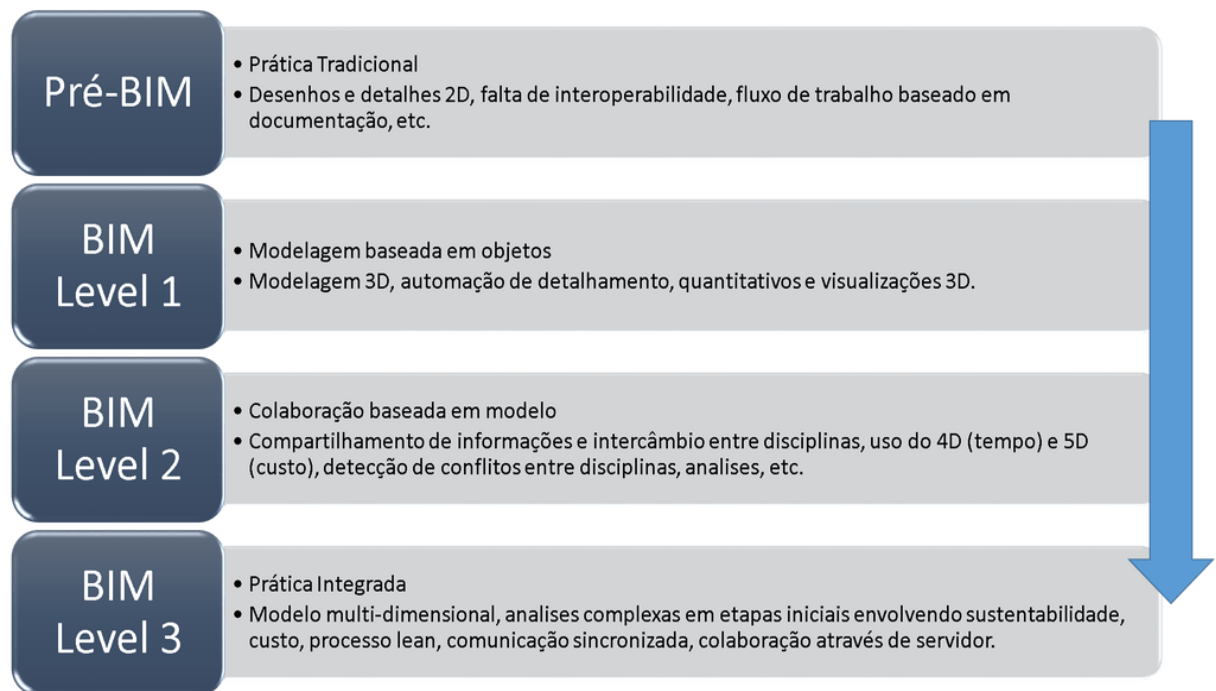 Pré-BIM
• Prática Tradicional
• Desenhos e detalhes 2D, falta de interoperabilidade, fluxo de trabalho baseado em
documentação, etc.
BIM
Level 1
• Modelagem baseada em objetos
• Modelagem 3D, automação de detalhamento, quantitativos e visualizações 3D.
BIM
Level 2
• Colaboração baseada em modelo
• Compartilhamento de informações e intercâmbio entre disciplinas, uso do 4D (tempo) e 5D
(custo), detecção de conflitos entre disciplinas, analises, etc.
BIM
Level 3
• Prática Integrada
• Modelo multi-dimensional, analises complexas em etapas iniciais envolvendo sustentabilidade,
custo, processo lean, comunicação sincronizada, colaboração através de servidor.